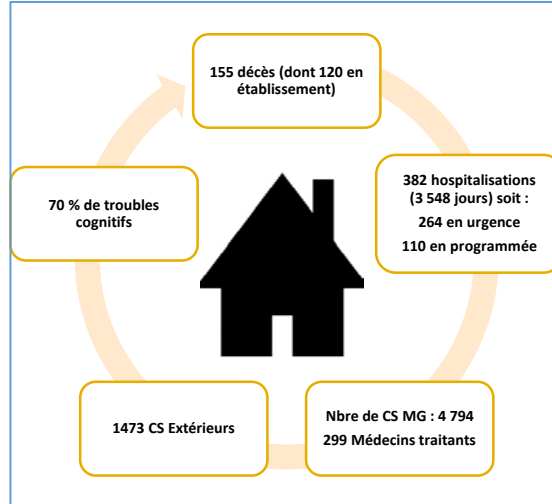 155 décès (dont 120 en
établissement)
382 hospitalisations
(3 548 jours) soit :
264 en urgence
110 en programmée
Nbre de CS MG : 4 794
299 Médecins traitants
1473 CS Extérieurs
70 % de troubles
cognitifs